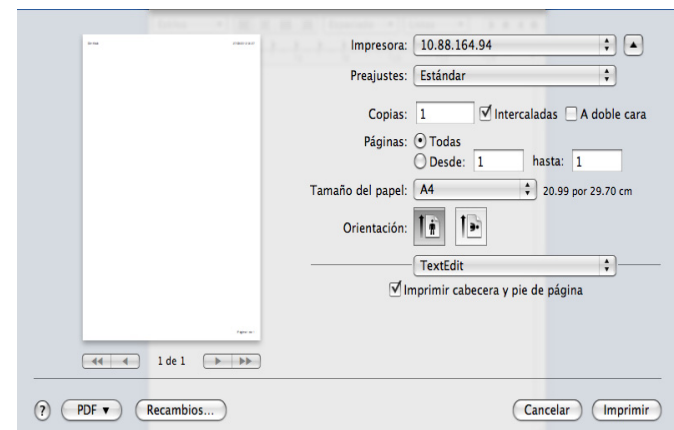 Impresora: 10.88.164.94
Preajustes: Estándar
Copias: 1 Intercaladas A doble cara
Páginas: Todas
Desde: 1 hasta: 1
Tamaño del papel: A4 20.99 por 29.70 cm
Orientación:
TextEdit
Imprimir cabecera y pie de página
1 de 1
? PDF Recambios... Cancelar Imprimir